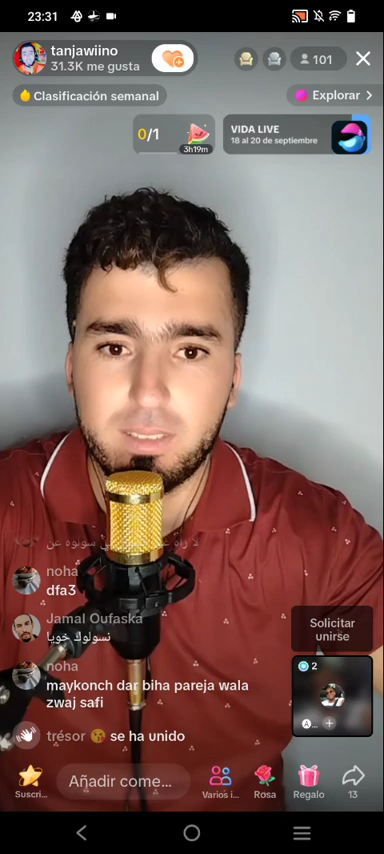 23:31
tanjawiino
31.3K me gusta
101
Clasificación semanal
Explorar
0/1
3h19m
VIDA LIVE
18 al 20 de septiembre
noha
dfa3
Jamal Oufaska
نسولوك خويا
noha
maykonch dar biha pareja wala
zwaj safi
trésor 😘 se ha unido
Solicitar
unirse
2
A...
Suscri...
Añadir come...
Varios i...
Rosa
Regalo
13